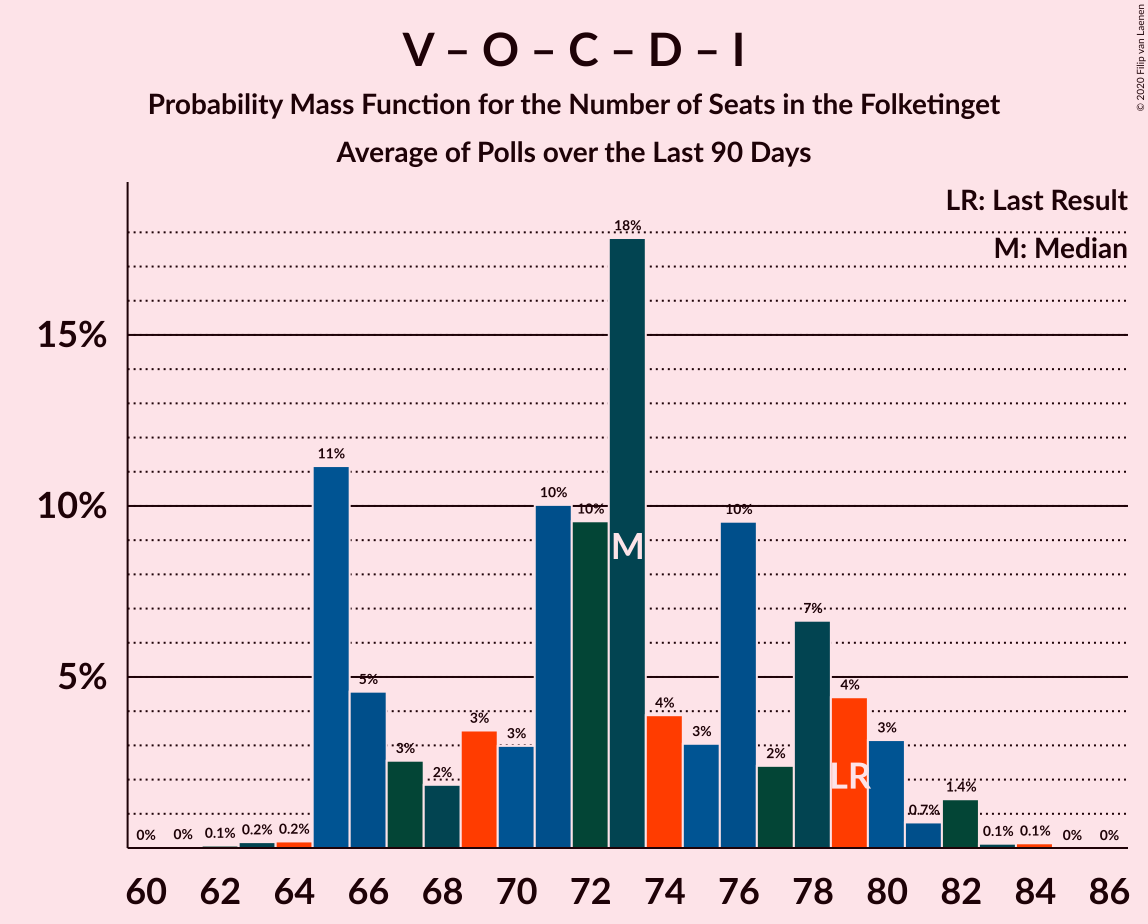 V – O – C – D – I
Probability Mass Function for the Number of Seats in the Folketinget
Average of Polls over the Last 90 Days
© 2020 Filip van Laenen
LR: Last Result
M: Median
15%
10%
5%
0% 0% 0.1% 0.2% 0.2% 11% 5% 3% 2% 3% 3% 10% 10% 18% 4% 3% 10% 2% 7% 4% 3% 0.7% 1.4% 0.1% 0.1% 0% 0%
M
LR
60 62 64 66 68 70 72 74 76 78 80 82 84 86